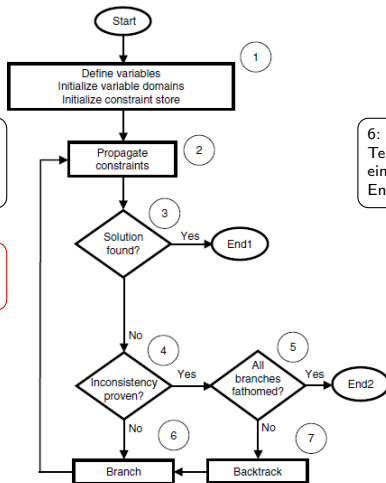 Start
1
Define variables
Initialize variable domains
Initialize constraint store
Propagate
constraints
2
6:
Te
ein
En
3
Solution
found?
Yes
End1
No
4
Inconsistency
proven?
Yes
5
All
branches
fathomed?
Yes
End2
No
6
No
7
Branch
Backtrack